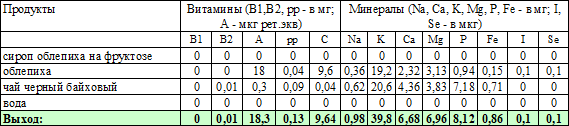 Продукты Витамины (B1,B2, pp - в мг; А - мкг рет.экв) Минералы (Na, Ca, K, Mg, P, Fe - в мг; I, Se - в мкг)
B1 B2 A pp C Na K Ca Mg P Fe I Se
сироп облепиха на фруктозе 0 0 0 0 0 0 0 0 0 0 0 0 0
облепиха 0 0 18 0,04 9,6 0,36 19,2 2,32 3,13 0,94 0,15 0,1 0,1
чай черный байховый 0 0,01 0,3 0,09 0,04 0,62 20,6 4,36 3,83 7,18 0,71 0 0
вода 0 0 0 0 0 0 0 0 0 0 0 0 0
Выход: 0 0,01 18,3 0,13 9,64 0,98 39,8 6,68 6,96 8,12 0,86 0,1 0,1